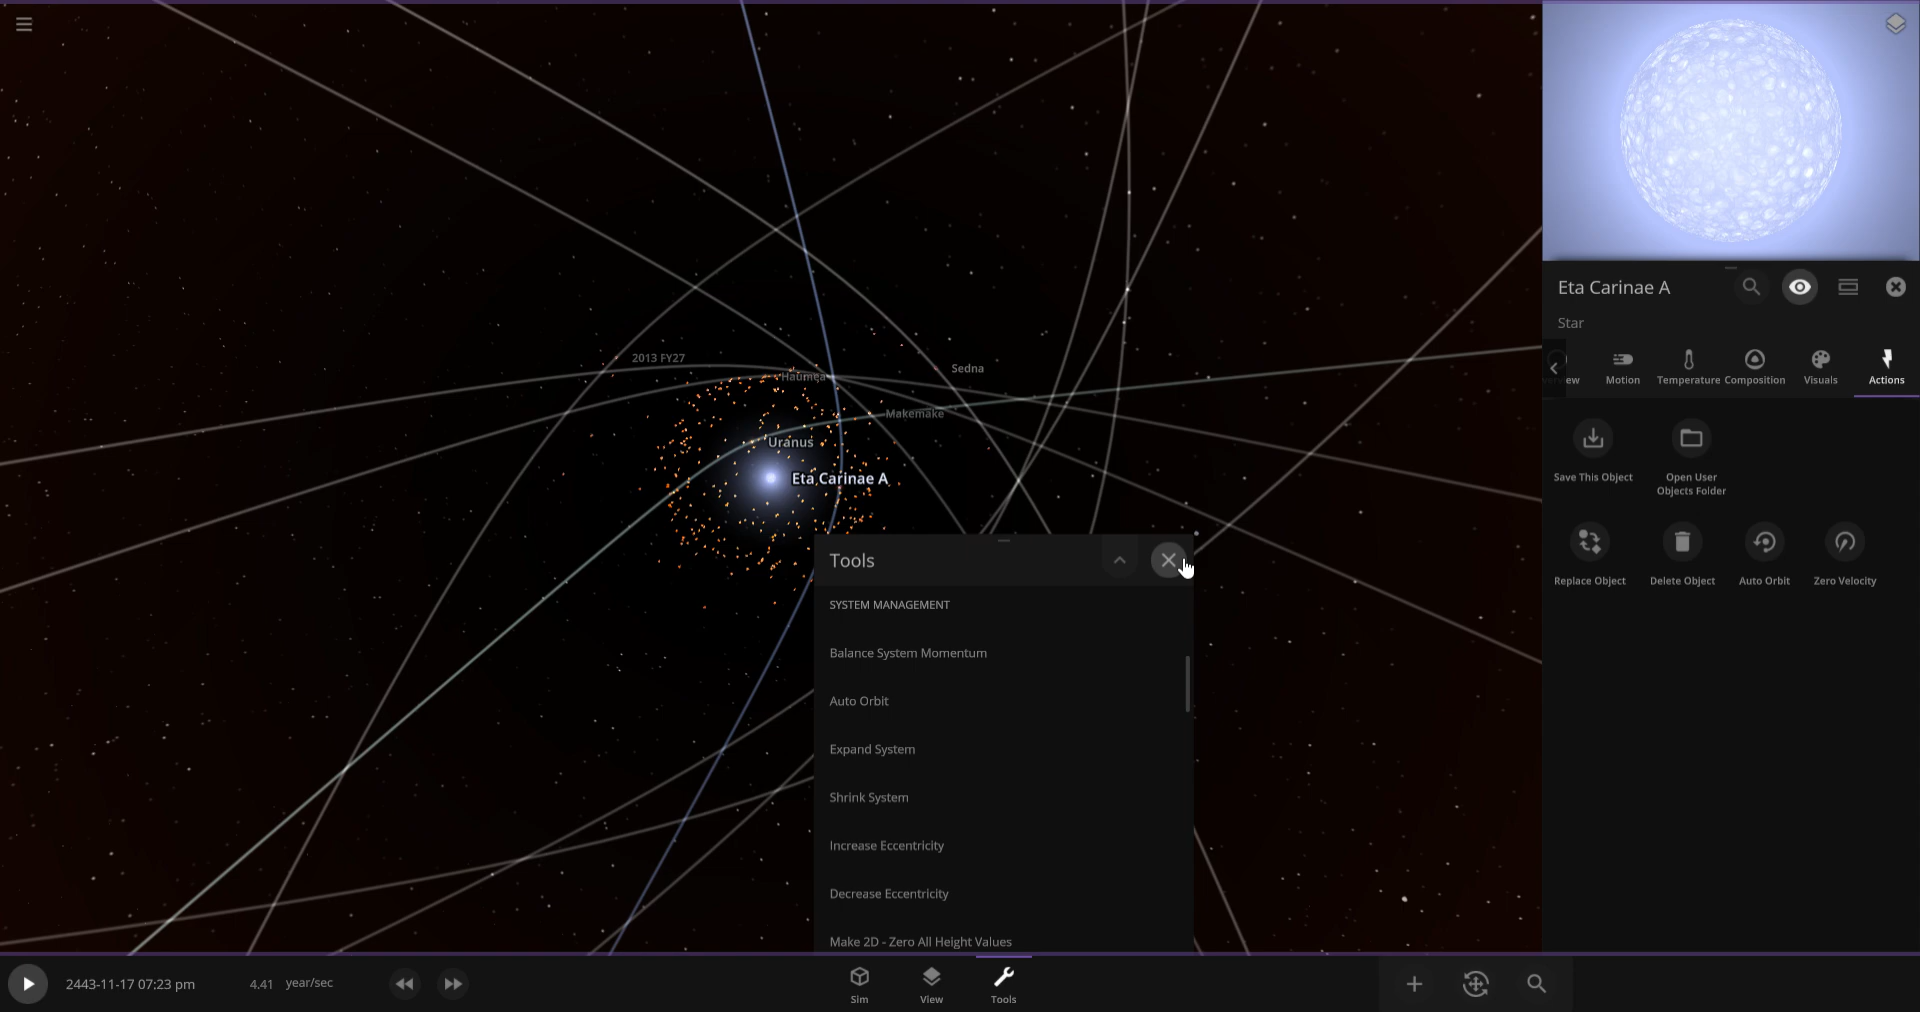 Eta Carinae A
Star
Motion
Temperature
Composition
Visuals
Actions
Save This Object
Open User
Objects Folder
Replace Object
Delete Object
Auto Orbit
Zero Velocity
2013 FY27
Haumea
Sedna
Makemake
Uranus
Eta Carinae A
Tools
SYSTEM MANAGEMENT
Balance System Momentum
Auto Orbit
Expand System
Shrink System
Increase Eccentricity
Decrease Eccentricity
Make 2D - Zero All Height Values
2443-11-17 07:23 pm
4.41 year/sec
Sim
View
Tools